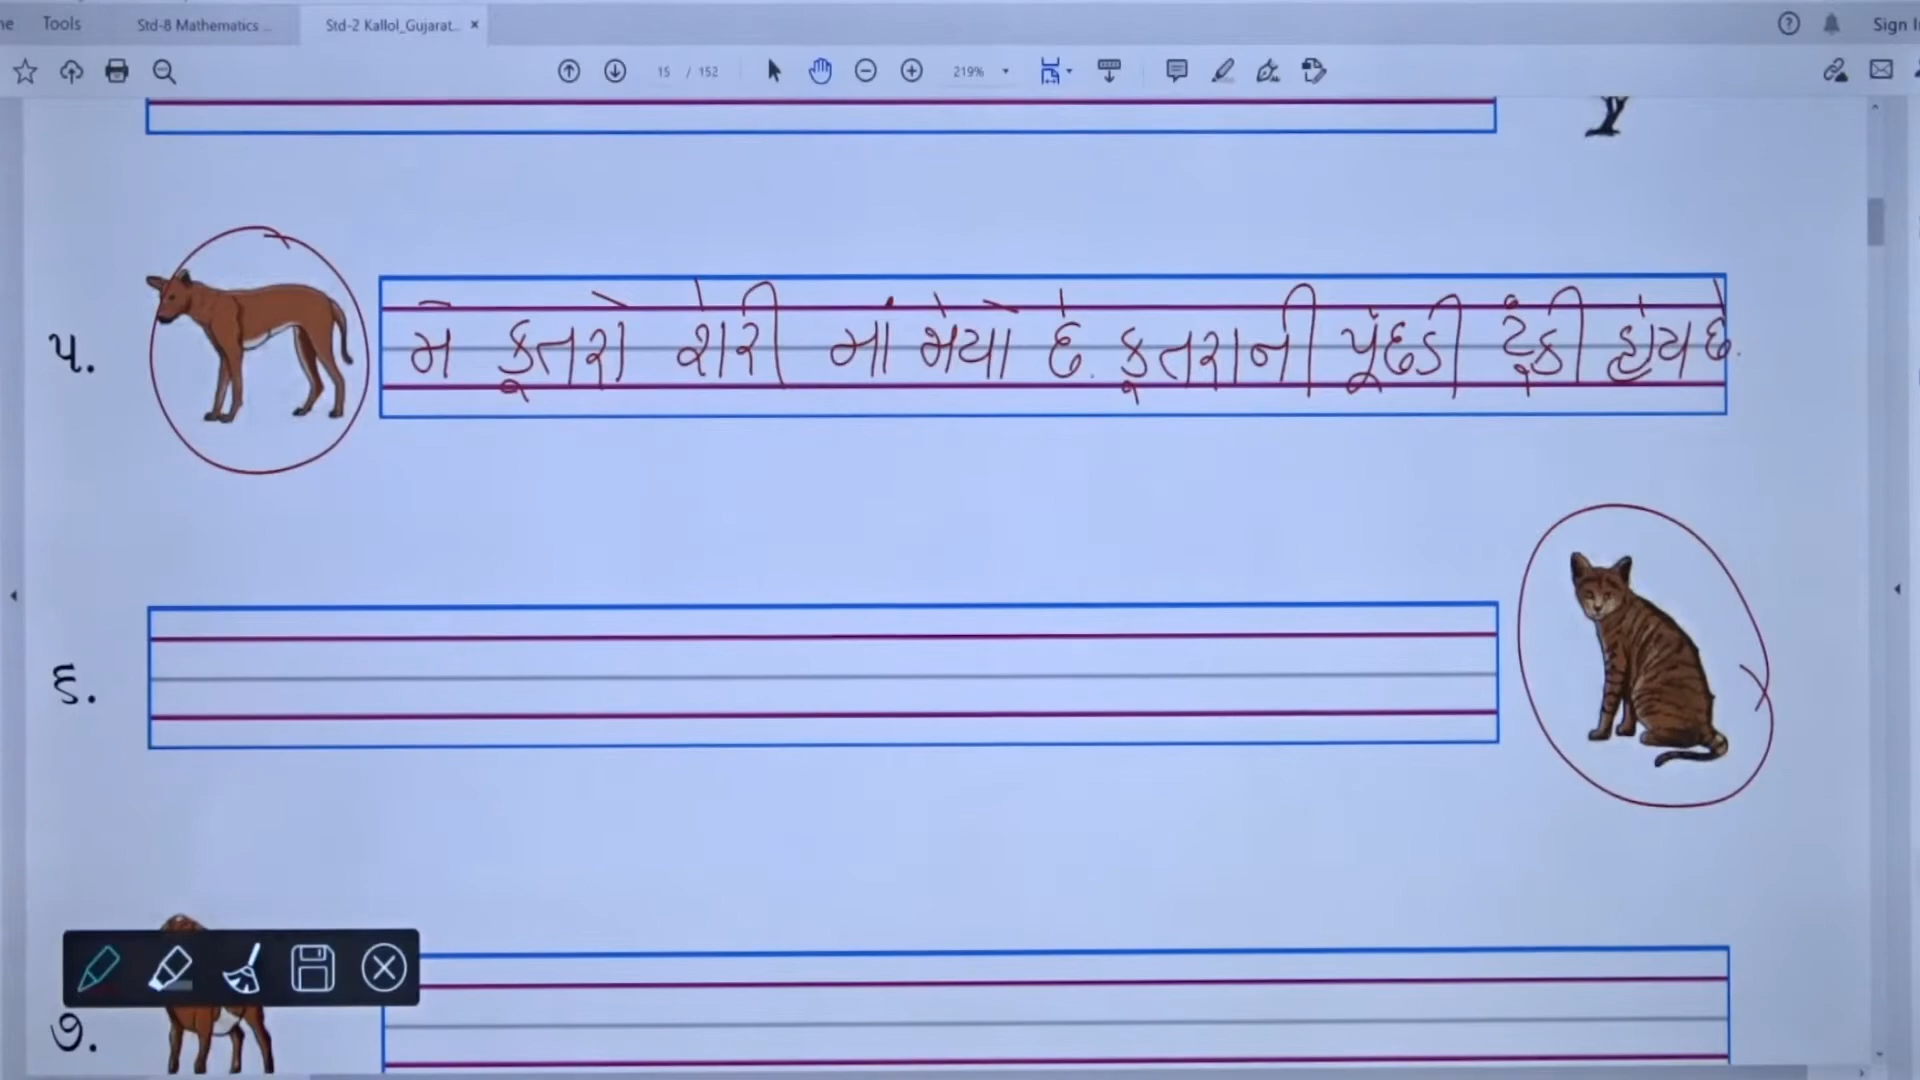 Tools
Std-8 Mathematics ...
Std-2 Kallol_Gujarat...
Sign I
15 / 152
219%
૫.
મેં કૂતરો શેરી માં જોયો છે. કૂતરાની પૂંછડી ટૂંકી હોય છે.
૬.
૭.